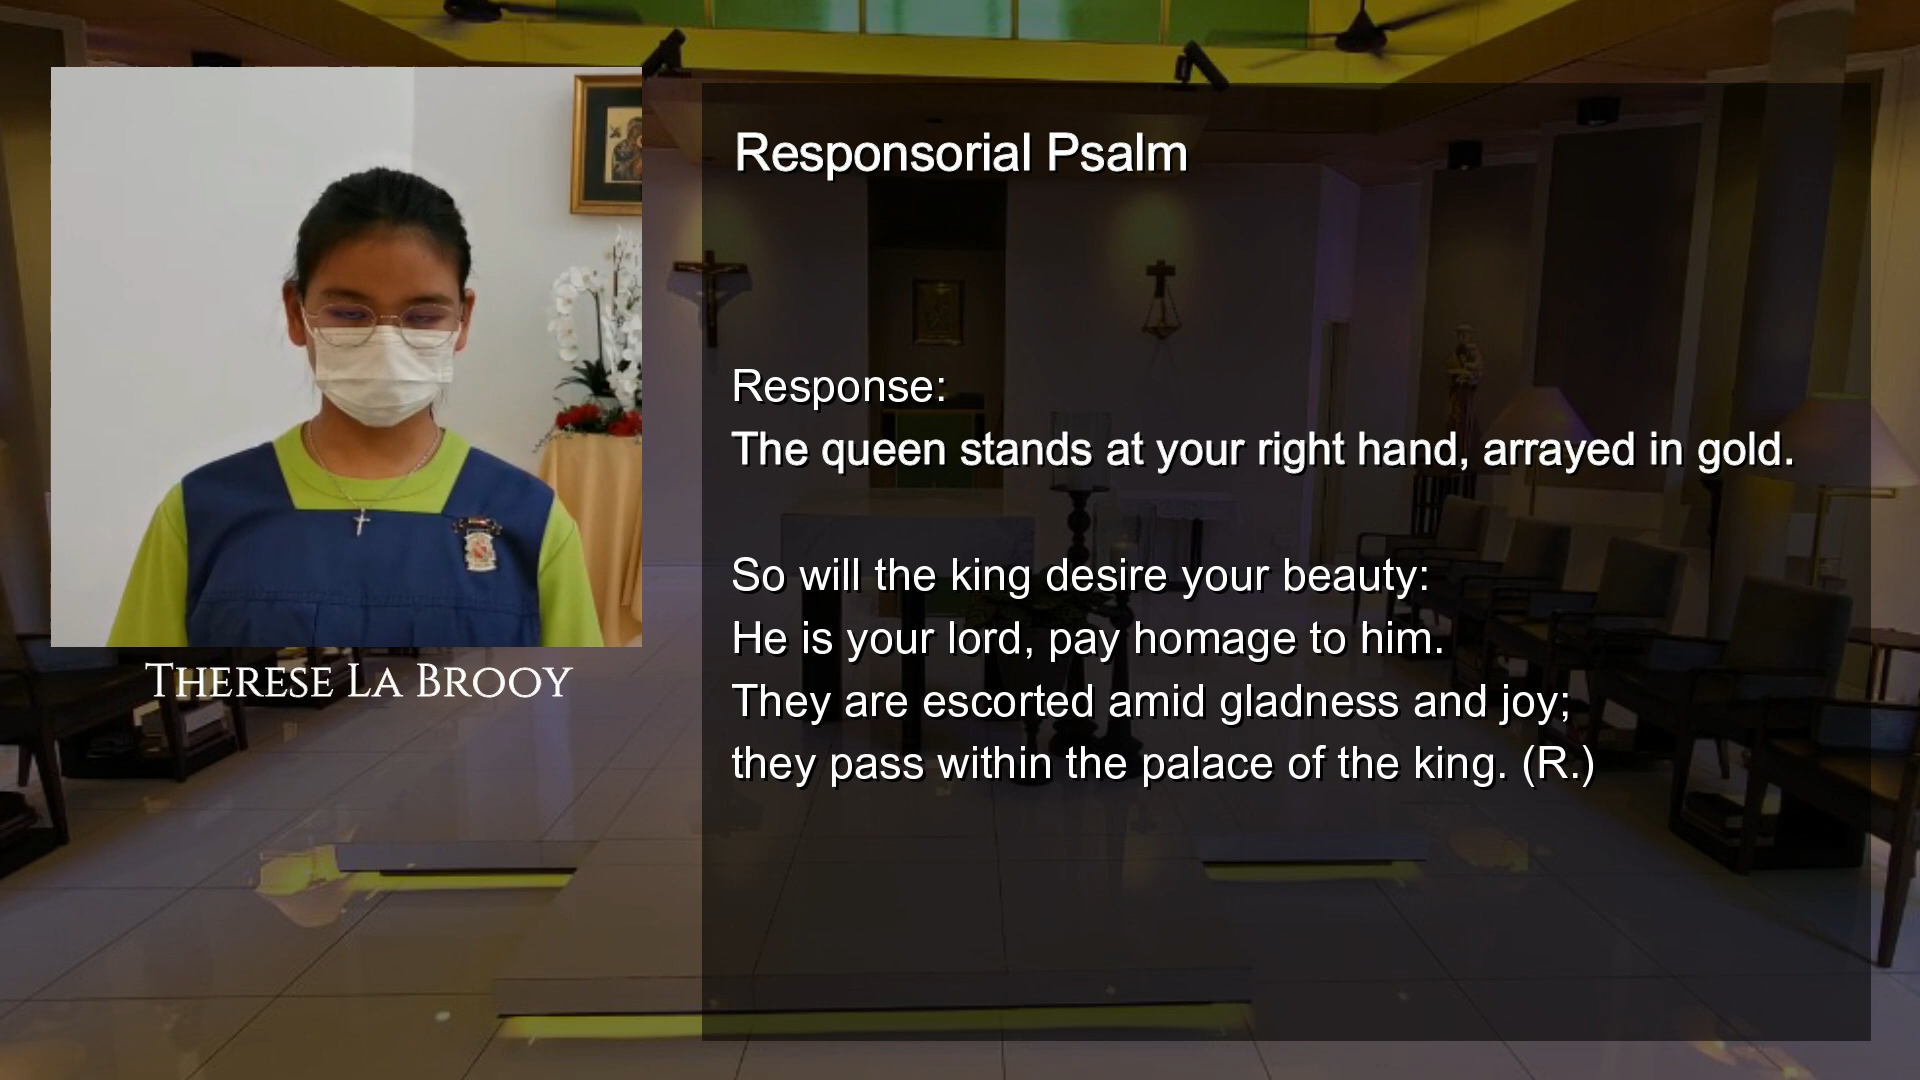 Responsorial Psalm
Response:
The queen stands at your right hand, arrayed in gold.
So will the king desire your beauty:
He is your lord, pay homage to him.
They are escorted amid gladness and joy;
they pass within the palace of the king. (R.)
Therese La Brooy